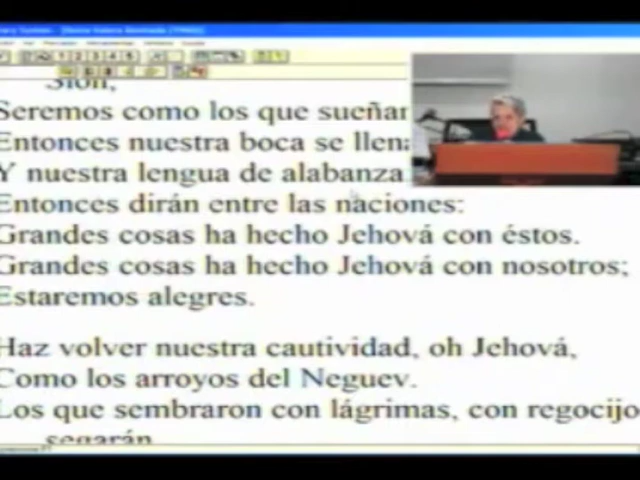 Sion,
Seremos como los que sueñan
Entonces nuestra boca se llena
Y nuestra lengua de alabanza
Entonces dirán entre las naciones:
Grandes cosas ha hecho Jehová con éstos.
Grandes cosas ha hecho Jehová con nosotros;
Estaremos alegres.
Haz volver nuestra cautividad, oh Jehová,
Como los arroyos del Neguev.
Los que sembraron con lágrimas, con regocijo
segarán